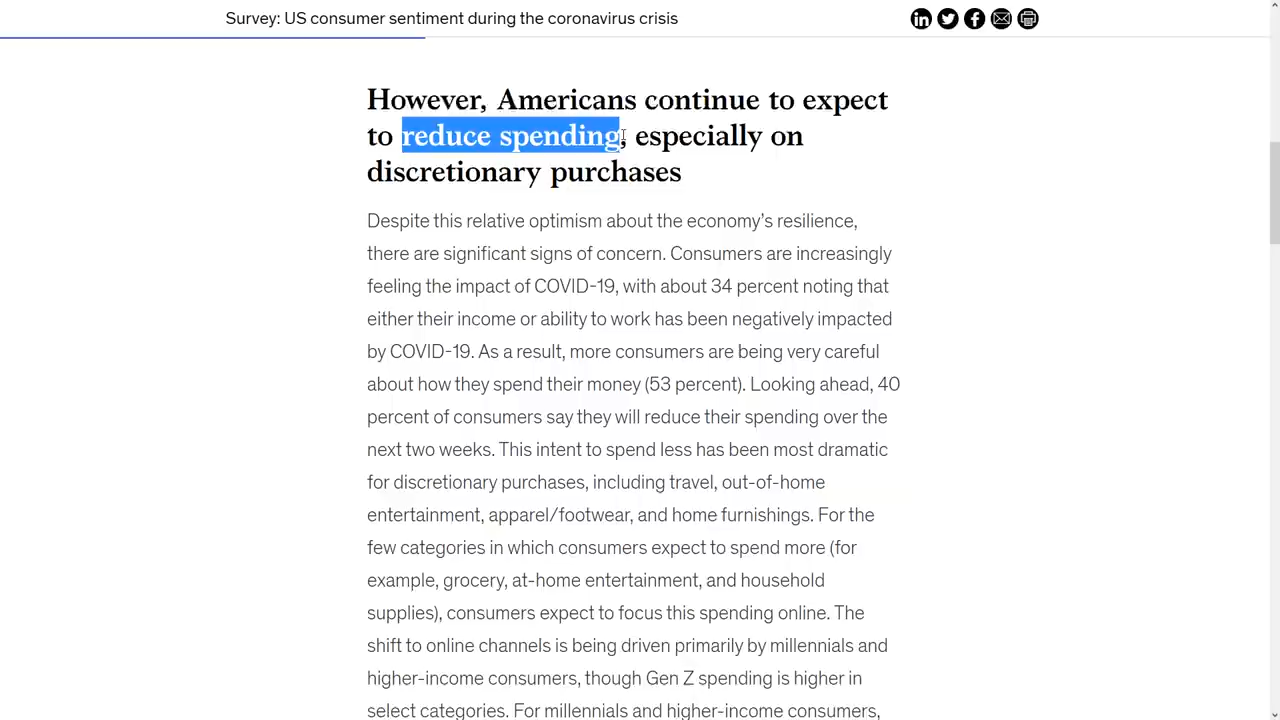 Survey: US consumer sentiment during the coronavirus crisis
However, Americans continue to expect
to reduce spending, especially on
discretionary purchases
Despite this relative optimism about the economy’s resilience,
there are significant signs of concern. Consumers are increasingly
feeling the impact of COVID-19, with about 34 percent noting that
either their income or ability to work has been negatively impacted
by COVID-19. As a result, more consumers are being very careful
about how they spend their money (53 percent). Looking ahead, 40
percent of consumers say they will reduce their spending over the
next two weeks. This intent to spend less has been most dramatic
for discretionary purchases, including travel, out-of-home
entertainment, apparel/footwear, and home furnishings. For the
few categories in which consumers expect to spend more (for
example, grocery, at-home entertainment, and household
supplies), consumers expect to focus this spending online. The
shift to online channels is being driven primarily by millennials and
higher-income consumers, though Gen Z spending is higher in
select categories. For millennials and higher-income consumers,